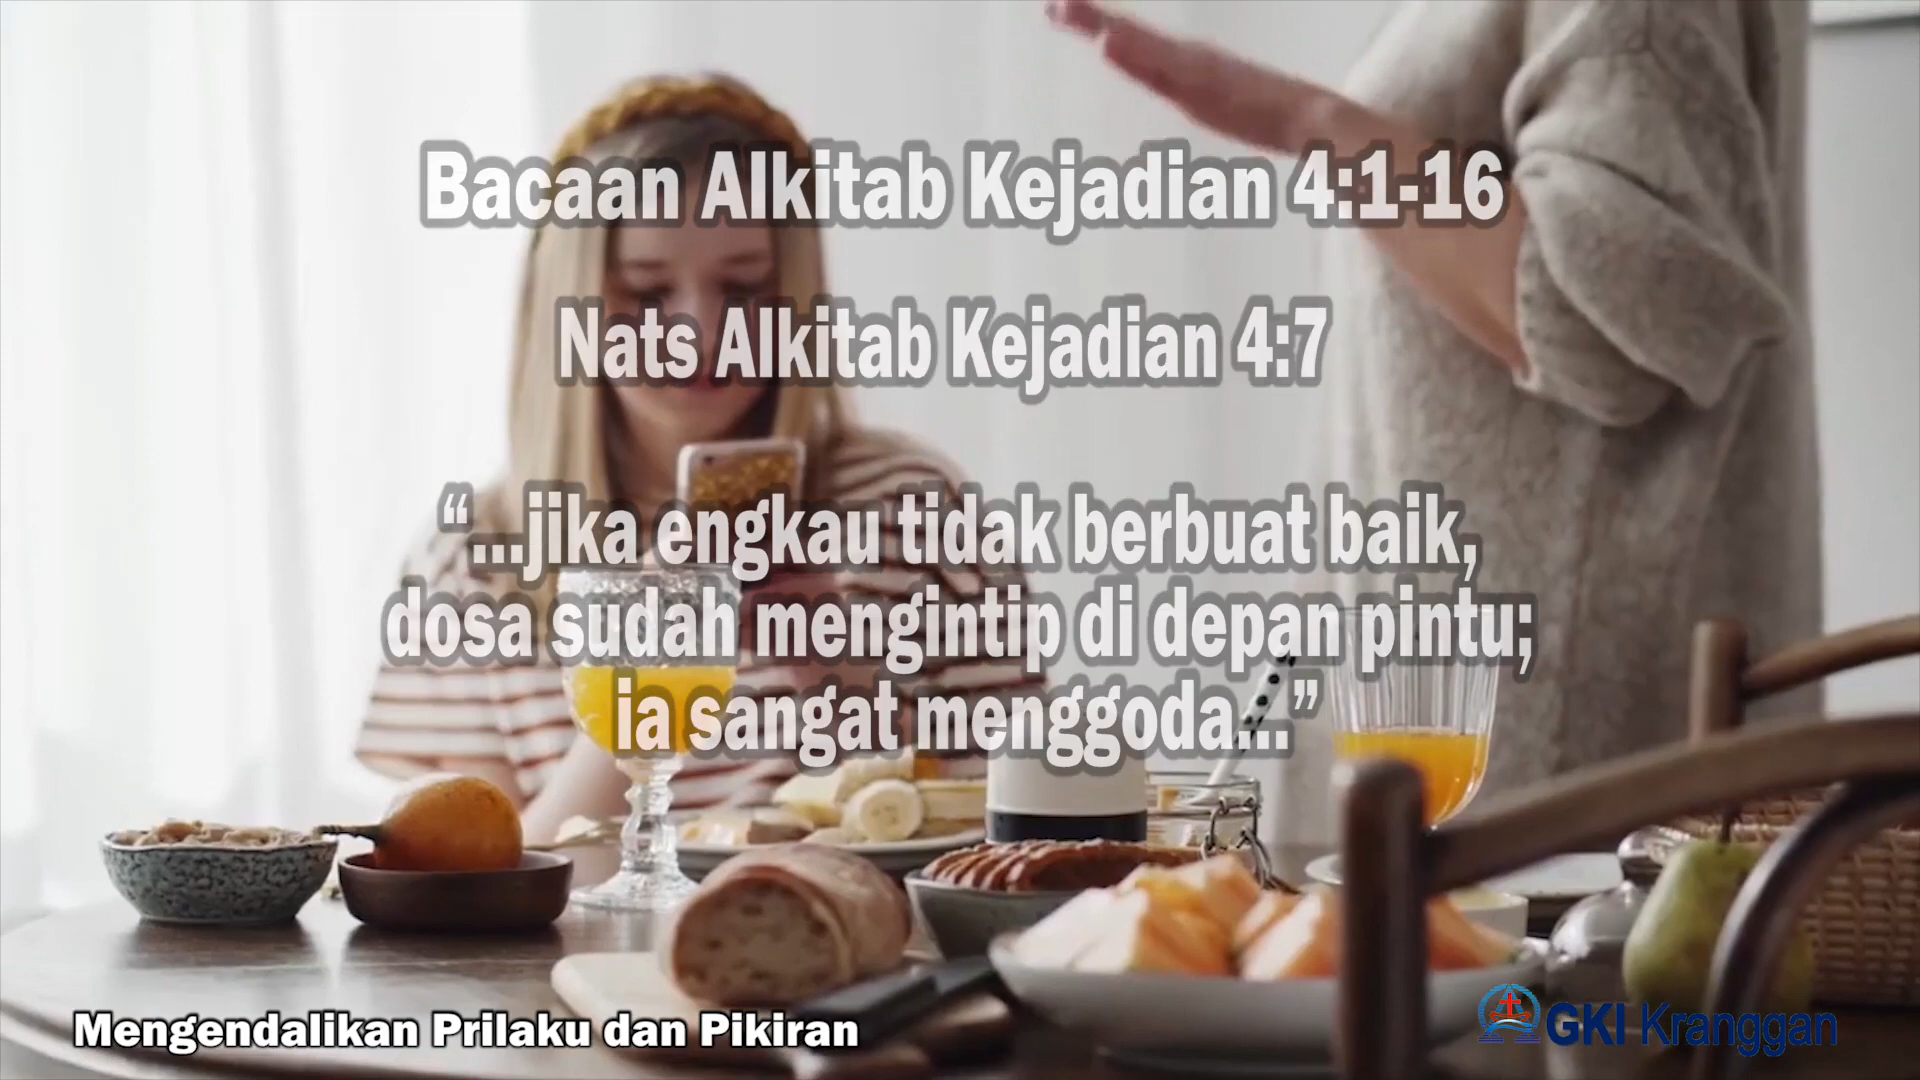 Bacaan Alkitab Kejadian 4:1-16
Nats Alkitab Kejadian 4:7
“...jika engkau tidak berbuat baik,
dosa sudah mengintip di depan pintu;
ia sangat menggoda...”
Mengendalikan Prilaku dan Pikiran
GKI Kranggan